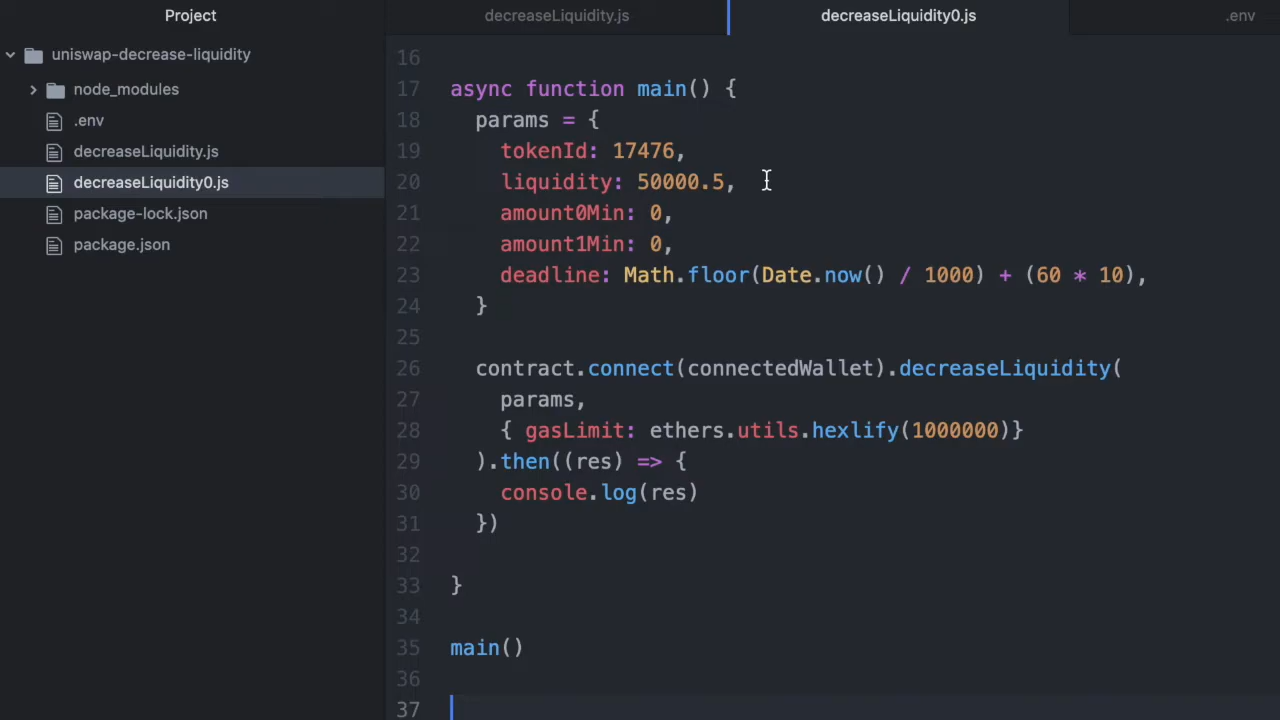 Project
uniswap-decrease-liquidity
node_modules
.env
decreaseLiquidity.js
decreaseLiquidity0.js
package-lock.json
package.json
decreaseLiquidity.js
decreaseLiquidity0.js
.env
16
17 async function main() {
18   params = {
19     tokenId: 17476,
20     liquidity: 50000.5,
21     amount0Min: 0,
22     amount1Min: 0,
23     deadline: Math.floor(Date.now() / 1000) + (60 * 10),
24   }
25
26   contract.connect(connectedWallet).decreaseLiquidity(
27     params,
28     { gasLimit: ethers.utils.hexlify(1000000)}
29   ).then((res) => {
30     console.log(res)
31   })
32
33 }
34
35 main()
36
37